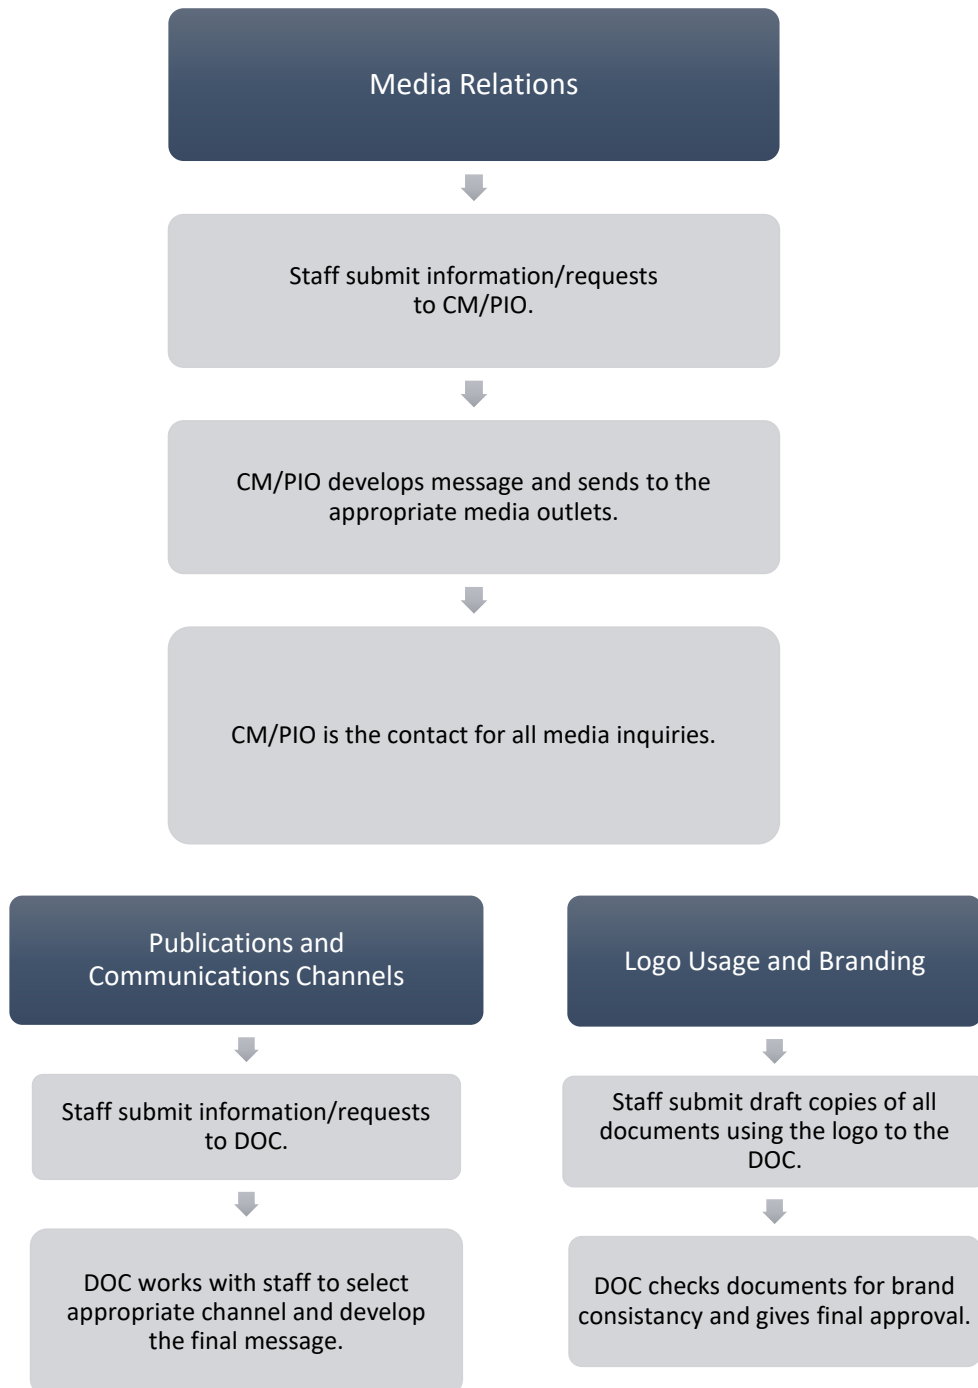 Media Relations
Staff submit information/requests
to CM/PIO.
CM/PIO develops message and sends to the
appropriate media outlets.
CM/PIO is the contact for all media inquiries.
Publications and
Communications Channels
Staff submit information/requests
to DOC.
DOC works with staff to select
appropriate channel and develop
the final message.
Logo Usage and Branding
Staff submit draft copies of all
documents using the logo to the
DOC.
DOC checks documents for brand
consistancy and gives final approval.